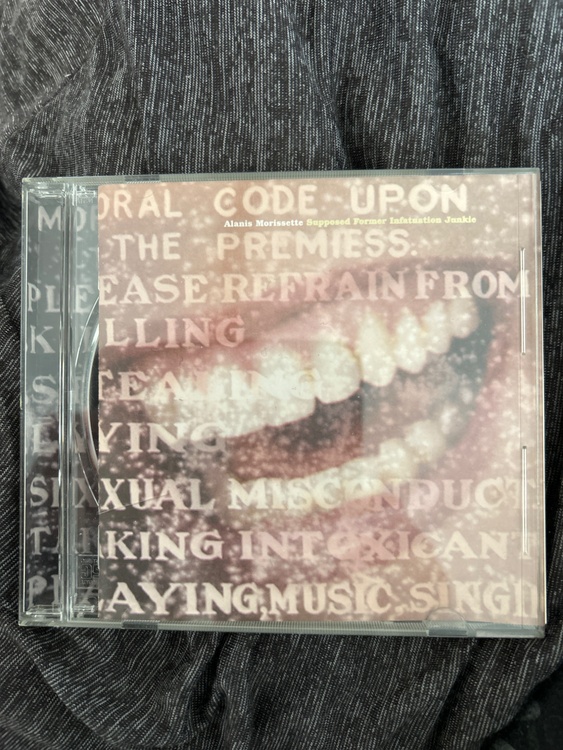 MORAL CODE UPON
Alanis Morissette Supposed Former Infatuation Junkie
THE PREMIESS.
PLEASE REFRAIN FROM
KILLING
STEALING
LYING
SEXUAL MISCONDUCT
TAKING INTOXICANT
PLAYING,MUSIC, SINGI